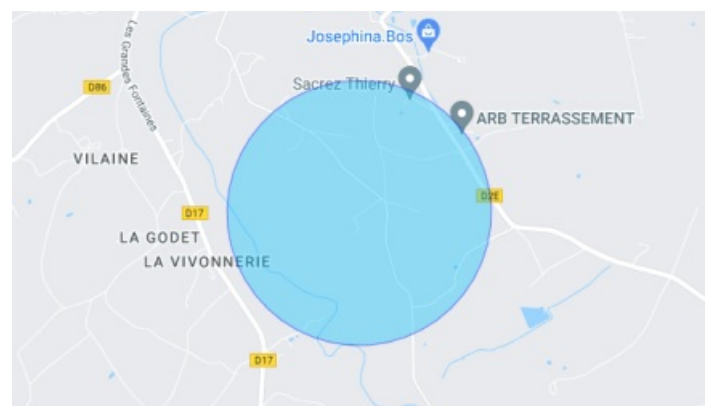 Josephina.Bos
Les Grandes Fontaines
Sacrez Thierry
D86
ARB TERRASSEMENT
VILAINE
D2E
D17
LA GODET
LA VIVONNERIE
D17